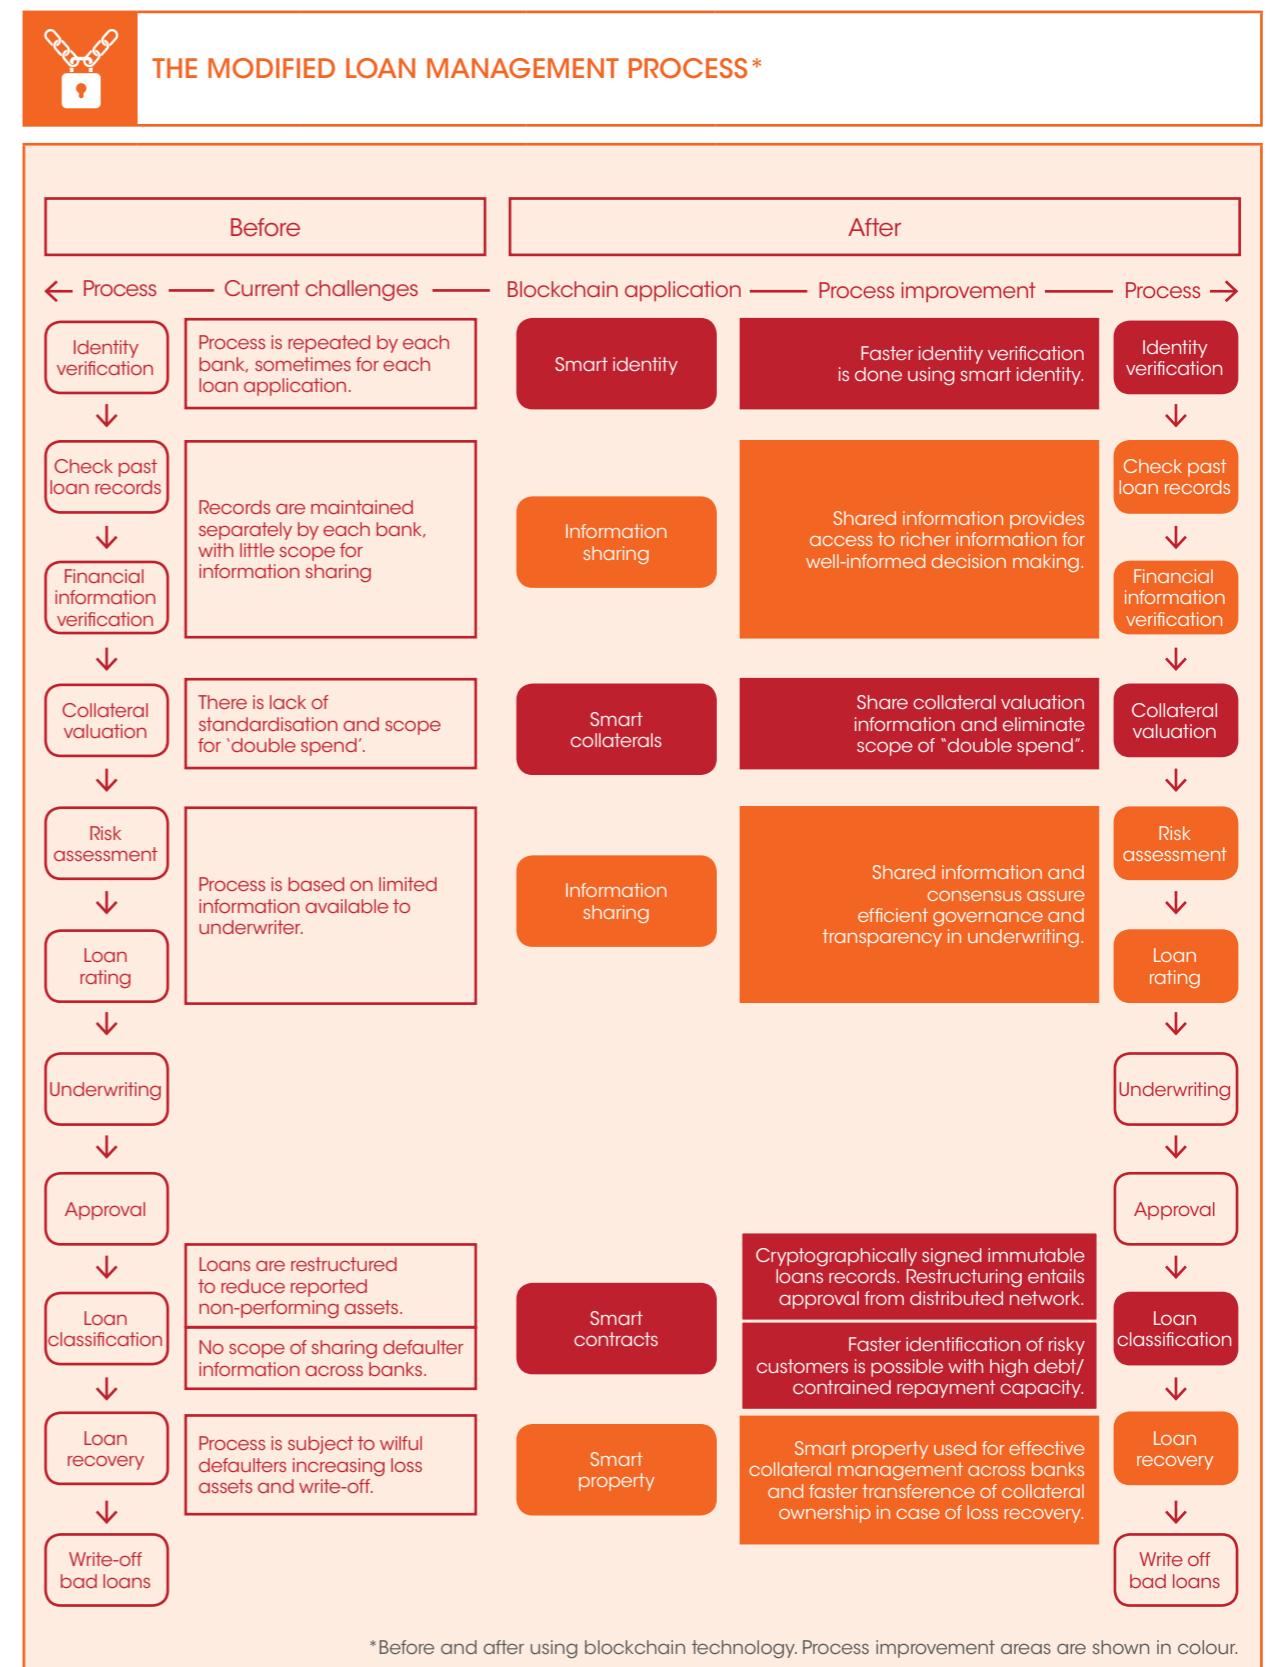 THE MODIFIED LOAN MANAGEMENT PROCESS*
Before
After
Process
Current challenges
Blockchain application
Process improvement
Process
Identity
verification
Process is repeated by each
bank, sometimes for each
loan application.
Smart identity
Faster identity verification
is done using smart identity.
Identity
verification
Check past
loan records
Financial
information
verification
Records are maintained
separately by each bank,
with little scope for
information sharing
Information
sharing
Shared information provides
access to richer information for
well-informed decision making.
Check past
loan records
Financial
information
verification
Collateral
valuation
There is lack of
standardisation and scope
for ‘double spend’.
Smart
collaterals
Share collateral valuation
information and eliminate
scope of “double spend”.
Collateral
valuation
Risk
assessment
Loan
rating
Process is based on limited
information available to
underwriter.
Information
sharing
Shared information and
consensus assure
efficient governance and
transparency in underwriting.
Risk
assessment
Loan
rating
Underwriting
Underwriting
Approval
Approval
Loan
classification
Loans are restructured
to reduce reported
non-performing assets.
No scope of sharing defaulter
information across banks.
Smart
contracts
Cryptographically signed immutable
loans records. Restructuring entails
approval from distributed network.
Faster identification of risky
customers is possible with high debt/
contrained repayment capacity.
Loan
classification
Loan
recovery
Process is subject to wilful
defaulters increasing loss
assets and write-off.
Smart
property
Smart property used for effective
collateral management across banks
and faster transference of collateral
ownership in case of loss recovery.
Loan
recovery
Write-off
bad loans
Write off
bad loans
*Before and after using blockchain technology. Process improvement areas are shown in colour.